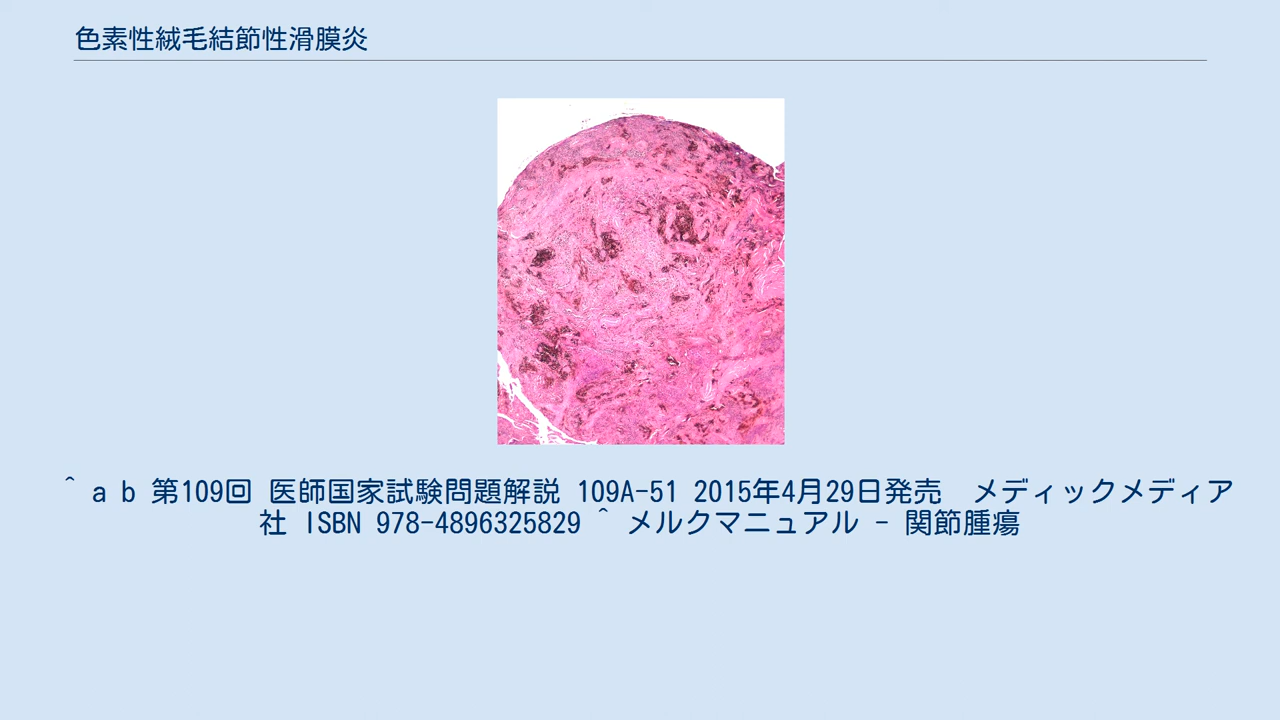 色素性絨毛結節性滑膜炎
^ a b 第109回 医師国家試験問題解説 109A-51 2015年4月29日発売　メディックメディア
社 ISBN 978-4896325829 ^ メルクマニュアル - 関節腫瘍